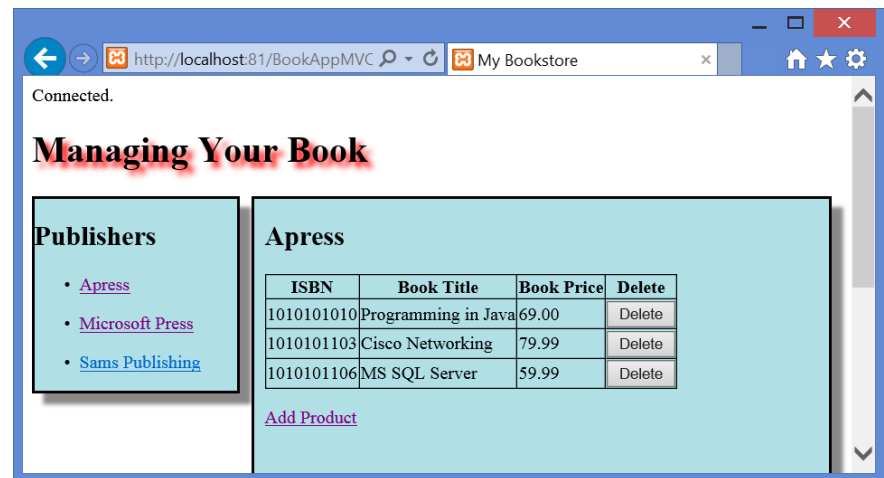 http://localhost:81/BookAppMVC
My Bookstore
Connected.
Managing Your Book
Publishers
• Apress
• Microsoft Press
• Sams Publishing
Apress
ISBN Book Title Book Price Delete
1010101010 Programming in Java 69.00 Delete
1010101103 Cisco Networking 79.99 Delete
1010101106 MS SQL Server 59.99 Delete
Add Product